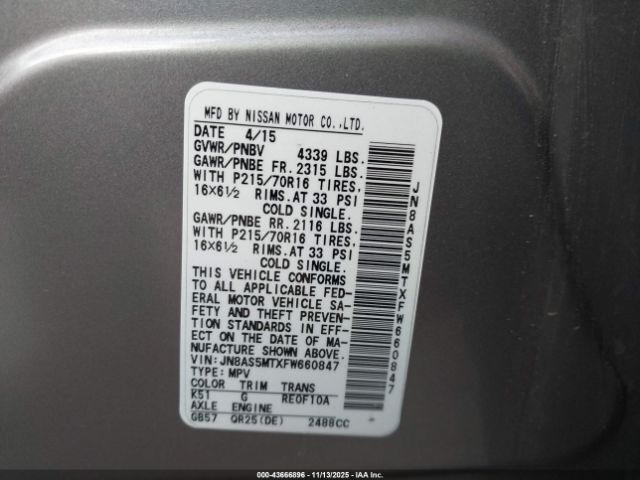 MFD BY NISSAN MOTOR CO.,LTD.
DATE 4/15
GVWR/PNBV 4339 LBS.
GAWR/PNBE FR. 2315 LBS.
WITH P215/70R16 TIRES,
16X6½ RIMS. AT 33 PSI
COLD SINGLE.
GAWR/PNBE RR. 2116 LBS.
WITH P215/70R16 TIRES,
16X6½ RIMS. AT 33 PSI
COLD SINGLE.
THIS VEHICLE CONFORMS
TO ALL APPLICABLE FED-
ERAL MOTOR VEHICLE SA-
FETY AND THEFT PREVEN-
TION STANDARDS IN EFF-
ECT ON THE DATE OF MA-
NUFACTURE SHOWN ABOVE.
VIN: JN8AS5MTXFW660847
TYPE: MPV
COLOR TRIM TRANS
K51 G RE0F10A
AXLE ENGINE
GB57 QR25(DE) 2488CC
JN8AS5MTXFW660847
000-43666896 | 11/13/2025 - IAA Inc.